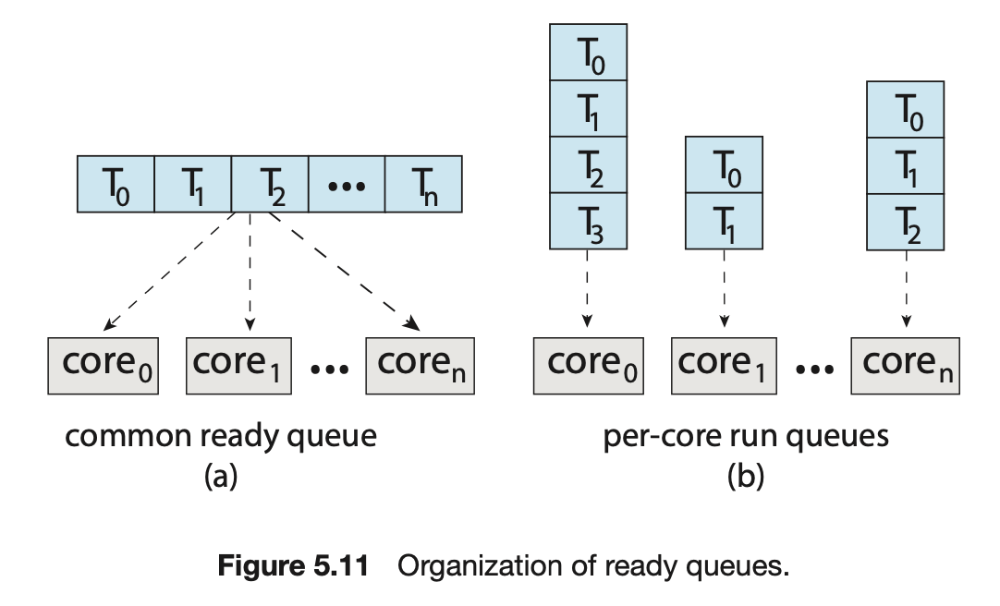 T0 T1 T2 ••• Tn
core0 core1 ••• coren
common ready queue
(a)
T0
T1
T2
T3
T0
T1
T0
T1
T2
core0 core1 ••• coren
per-core run queues
(b)
Figure 5.11 Organization of ready queues.